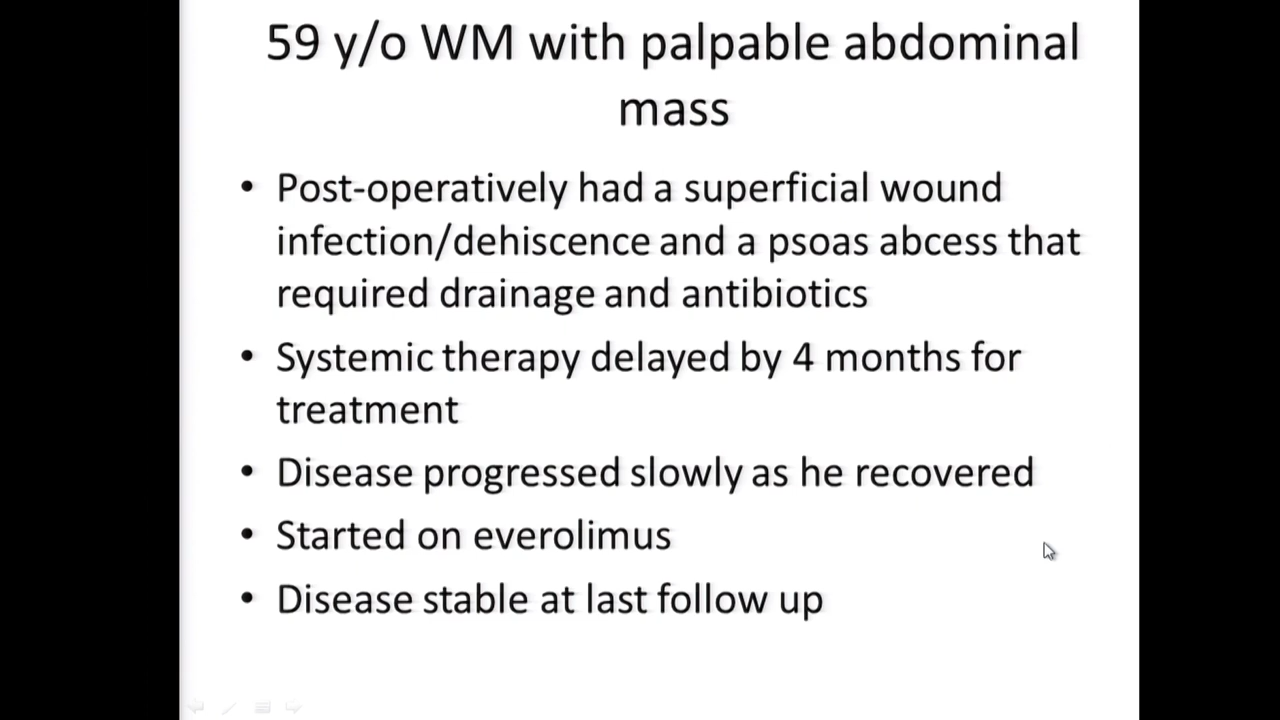 59 y/o WM with palpable abdominal
mass
• Post-operatively had a superficial wound
infection/dehiscence and a psoas abcess that
required drainage and antibiotics
• Systemic therapy delayed by 4 months for
treatment
• Disease progressed slowly as he recovered
• Started on everolimus
• Disease stable at last follow up